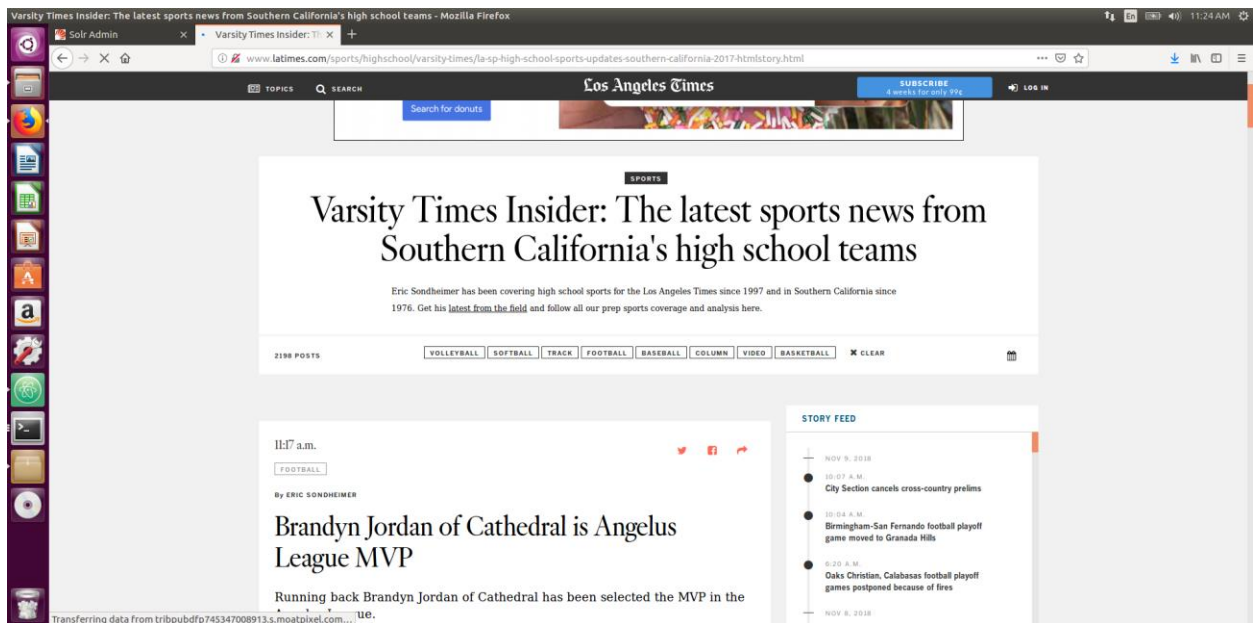 Varsity Times Insider: The latest sports news from Southern California's high school teams - Mozilla Firefox
En
11:24 AM
Solr Admin
Varsity Times Insider: Th
www.latimes.com/sports/highschool/varsity-times/la-sp-high-school-sports-updates-southern-california-2017-htmlstory.html
TOPICS
SEARCH
Los Angeles Times
SUBSCRIBE
4 weeks for only 99¢
LOG IN
Search for donuts
SPORTS
Varsity Times Insider: The latest sports news from
Southern California's high school teams
Eric Sondheimer has been covering high school sports for the Los Angeles Times since 1997 and in Southern California since
1976. Get his latest from the field and follow all our prep sports coverage and analysis here.
2198 POSTS
VOLLEYBALL SOFTBALL TRACK FOOTBALL BASEBALL COLUMN VIDEO BASKETBALL ✖ CLEAR
11:17 a.m.
FOOTBALL
By ERIC SONDHEIMER
Brandyn Jordan of Cathedral is Angelus
League MVP
Running back Brandyn Jordan of Cathedral has been selected the MVP in the
STORY FEED
NOV 9, 2018
10:07 A.M.
City Section cancels cross-country prelims
10:04 A.M.
Birmingham-San Fernando football playoff
game moved to Granada Hills
6:20 A.M.
Oaks Christian, Calabasas football playoff
games postponed because of fires
NOV 8, 2018
Transferring data from tribpubdfp745347008913.s.moatpixel.com...